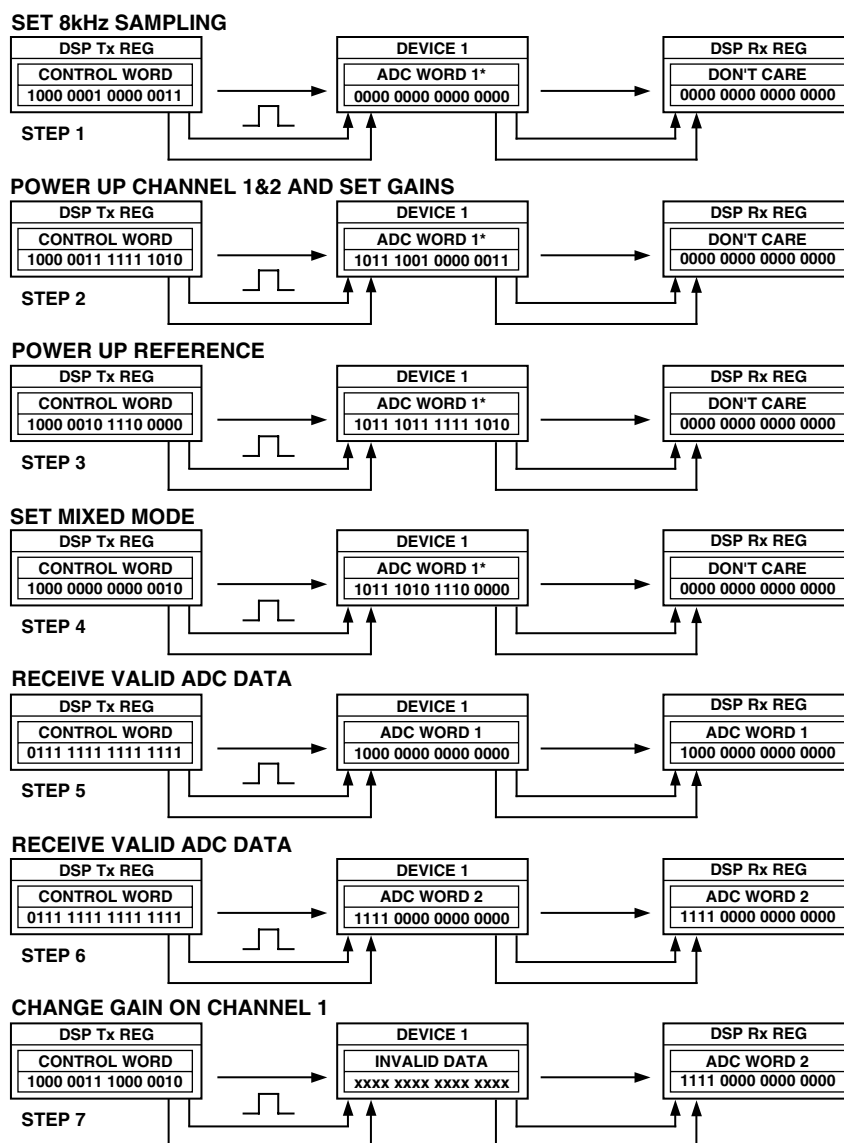 SET 8kHz SAMPLING
DSP Tx REG DEVICE 1 DSP Rx REG
CONTROL WORD ADC WORD 1* DON'T CARE
1000 0001 0000 0011 0000 0000 0000 0000 0000 0000 0000 0000
STEP 1
POWER UP CHANNEL 1&2 AND SET GAINS
DSP Tx REG DEVICE 1 DSP Rx REG
CONTROL WORD ADC WORD 1* DON'T CARE
1000 0011 1111 1010 1011 1001 0000 0011 0000 0000 0000 0000
STEP 2
POWER UP REFERENCE
DSP Tx REG DEVICE 1 DSP Rx REG
CONTROL WORD ADC WORD 1* DON'T CARE
1000 0010 1110 0000 1011 1011 1111 1010 0000 0000 0000 0000
STEP 3
SET MIXED MODE
DSP Tx REG DEVICE 1 DSP Rx REG
CONTROL WORD ADC WORD 1* DON'T CARE
1000 0000 0000 0010 1011 1010 1110 0000 0000 0000 0000 0000
STEP 4
RECEIVE VALID ADC DATA
DSP Tx REG DEVICE 1 DSP Rx REG
CONTROL WORD ADC WORD 1 ADC WORD 1
0111 1111 1111 1111 1000 0000 0000 0000 1000 0000 0000 0000
STEP 5
RECEIVE VALID ADC DATA
DSP Tx REG DEVICE 1 DSP Rx REG
CONTROL WORD ADC WORD 2 ADC WORD 2
0111 1111 1111 1111 1111 0000 0000 0000 1111 0000 0000 0000
STEP 6
CHANGE GAIN ON CHANNEL 1
DSP Tx REG DEVICE 1 DSP Rx REG
CONTROL WORD INVALID DATA ADC WORD 2
1000 0011 1000 0010 xxxx xxxx xxxx xxxx 1111 0000 0000 0000
STEP 7